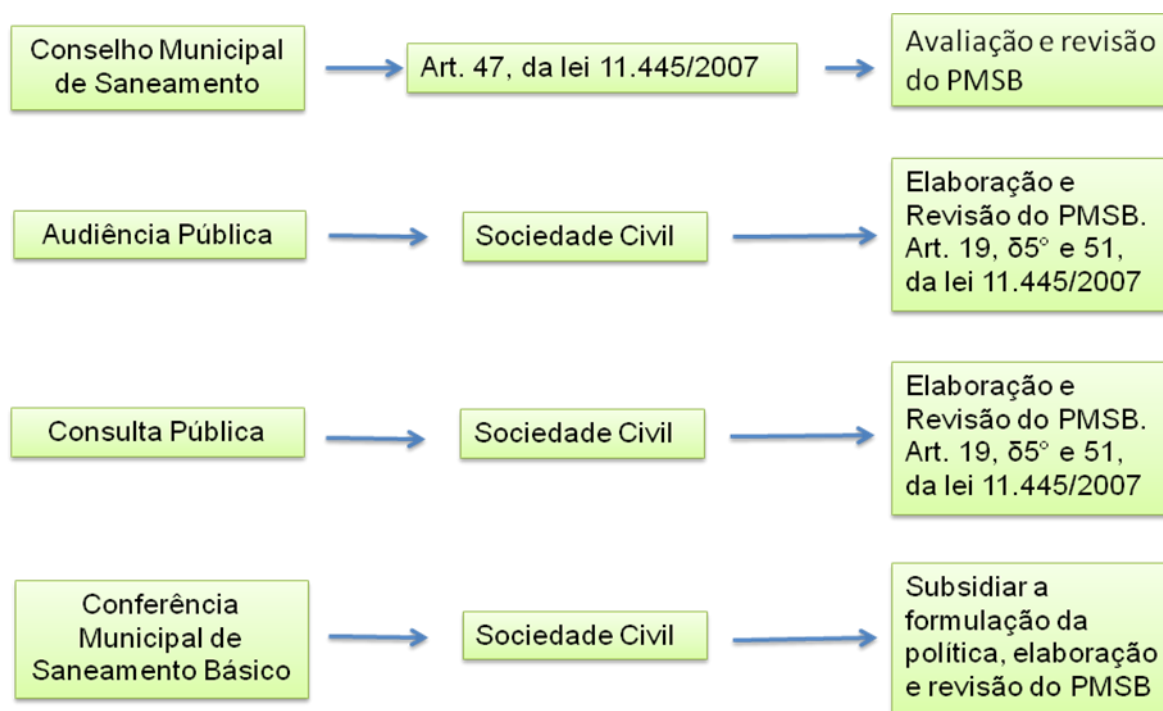 Conselho Municipal
de Saneamento
Art. 47, da lei 11.445/2007
Avaliação e revisão
do PMSB
Audiência Pública
Sociedade Civil
Elaboração e
Revisão do PMSB.
Art. 19, δ5° e 51,
da lei 11.445/2007
Consulta Pública
Sociedade Civil
Elaboração e
Revisão do PMSB.
Art. 19, δ5° e 51,
da lei 11.445/2007
Conferência
Municipal de
Saneamento Básico
Sociedade Civil
Subsidiar a
formulação da
política, elaboração
e revisão do PMSB